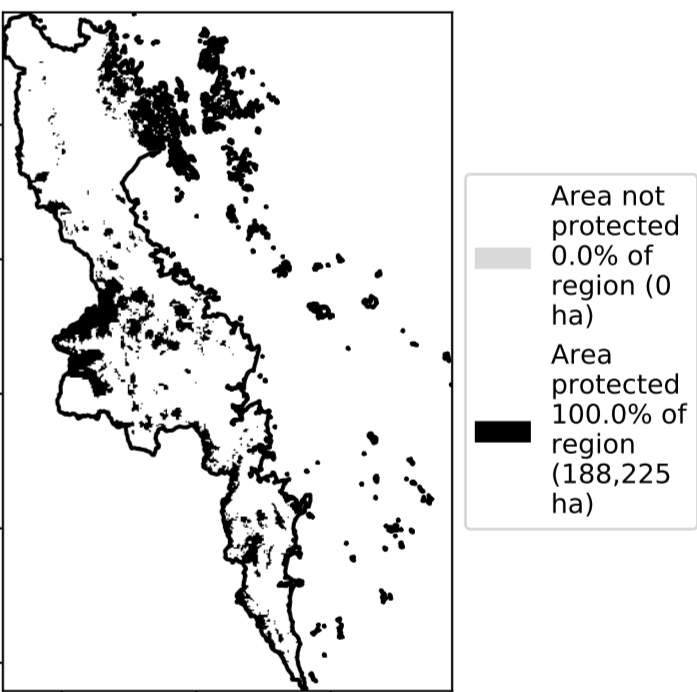 Area not
protected
0.0% of
region (0
ha)
Area
protected
100.0% of
region
(188,225
ha)